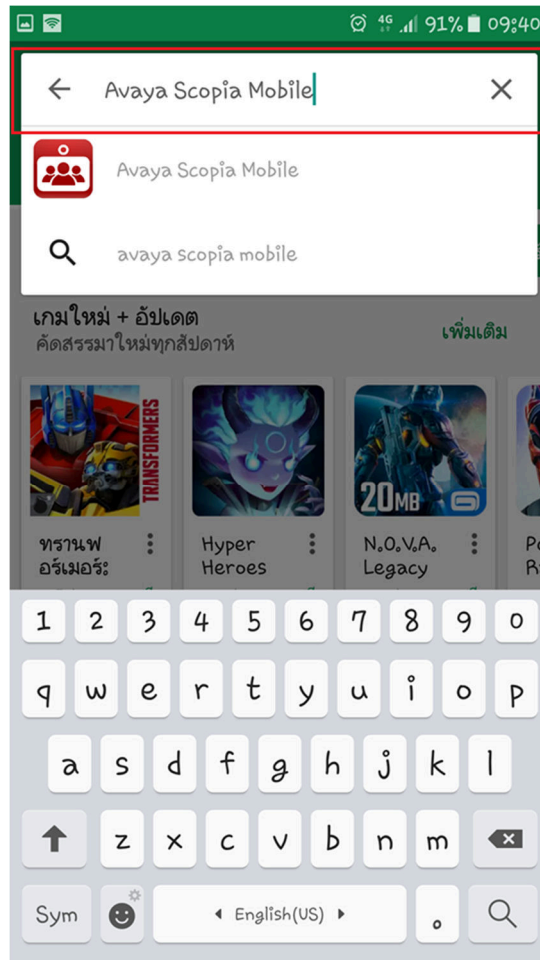 4G 91% 09:40
Avaya Scopia Mobile
Avaya Scopia Mobile
avaya scopia mobile
เกมใหม่ + อัปเดต
คัดสรรมาใหม่ทุกสัปดาห์
เพิ่มเติม
TRANSFORMERS
20MB
ทรานฟ
อร์เมอร์ะ
Hyper
Heroes
N.O.V.A.
Legacy
1 2 3 4 5 6 7 8 9 0
q w e r t y u i o p
a s d f g h j k l
z x c v b n m
Sym English(US) .